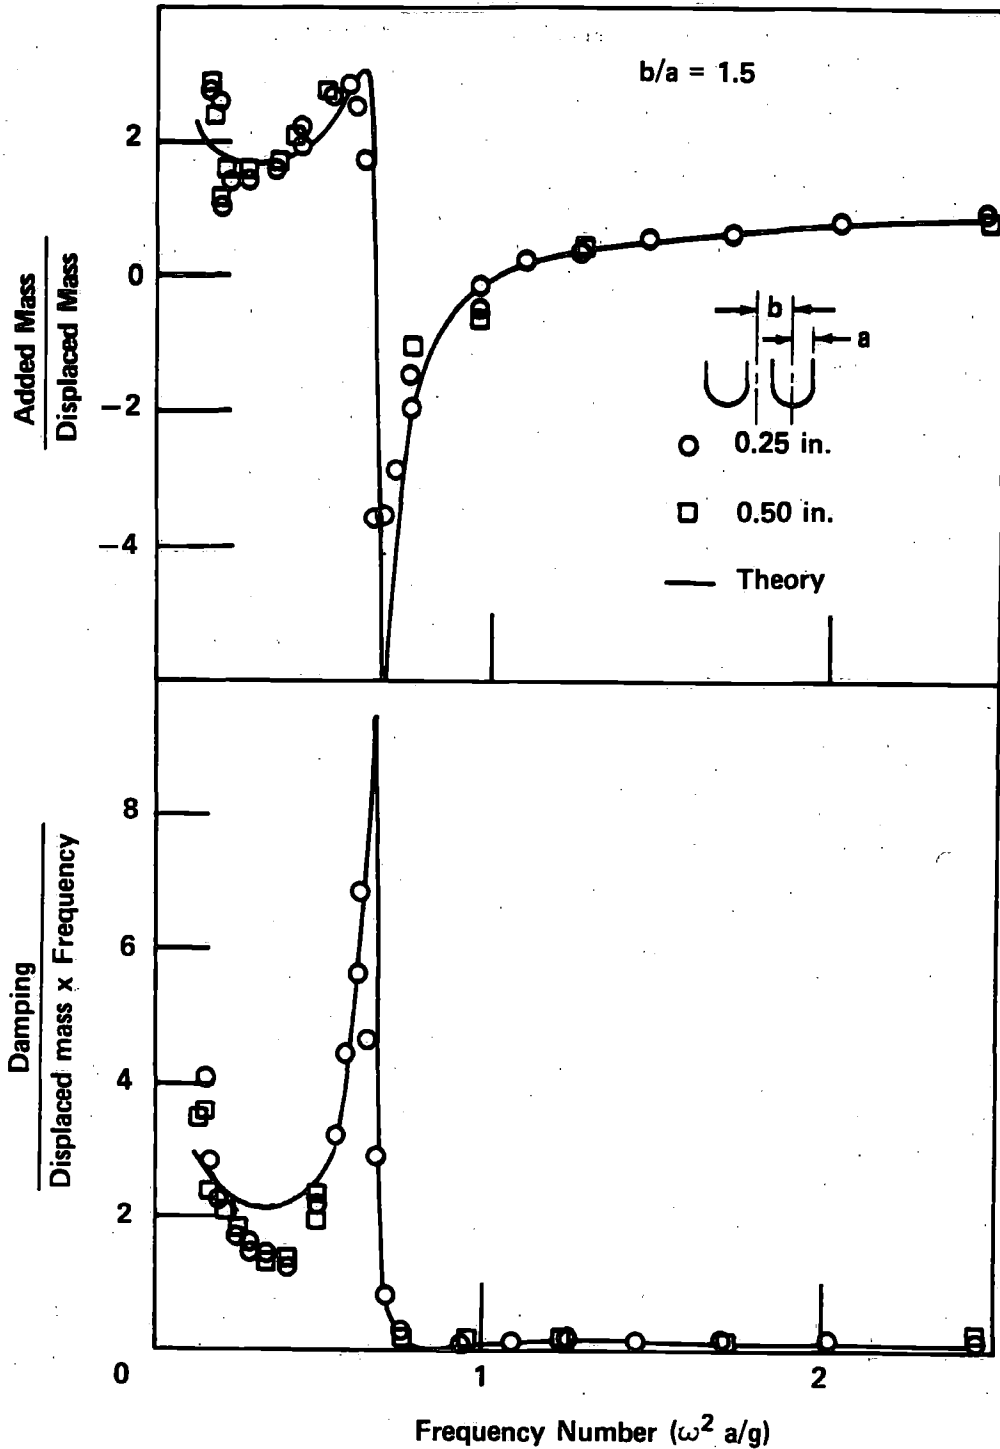 b/a = 1.5
2
0
−2
−4
Added Mass
Displaced Mass
b
a
0.25 in.
0.50 in.
Theory
8
6
4
2
0
1
2
Damping
Displaced mass x Frequency
Frequency Number (ω² a/g)